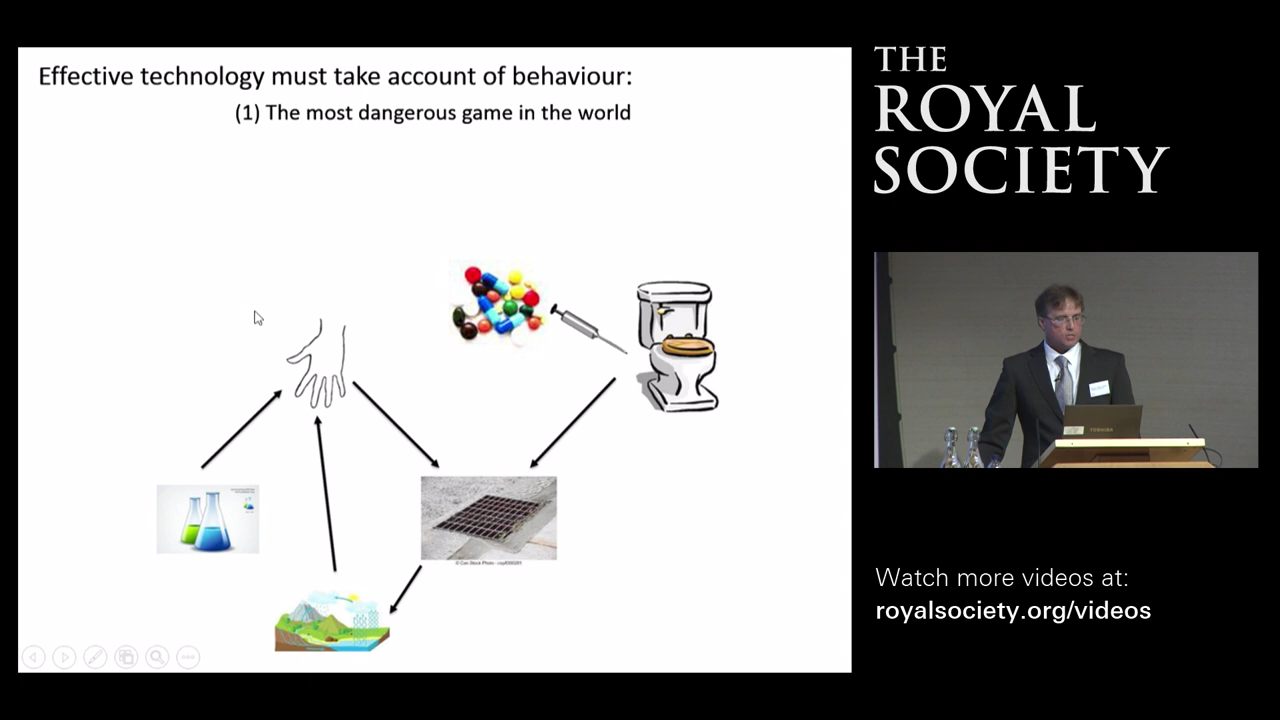 Effective technology must take account of behaviour:
(1) The most dangerous game in the world
THE
ROYAL
SOCIETY
TOSHIBA
Watch more videos at:
royalsociety.org/videos